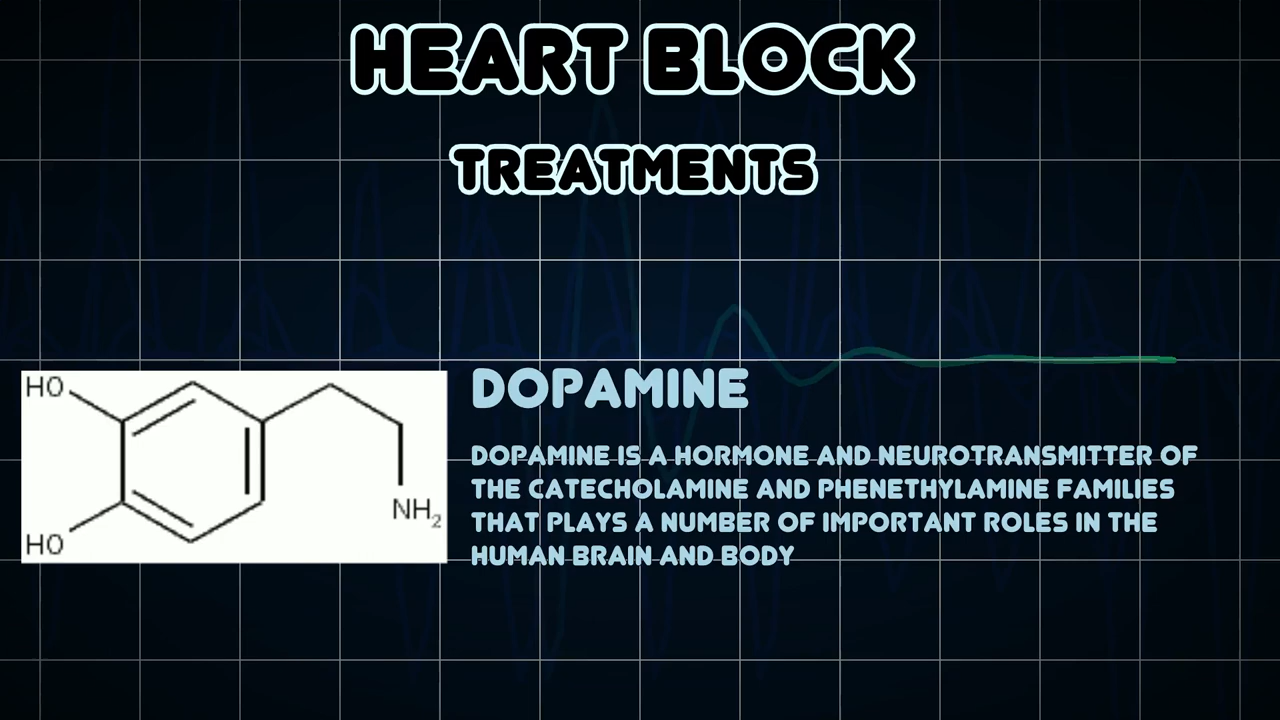 HEART BLOCK
TREATMENTS
HO
HO
NH₂
DOPAMINE
DOPAMINE IS A HORMONE AND NEUROTRANSMITTER OF
THE CATECHOLAMINE AND PHENETHYLAMINE FAMILIES
THAT PLAYS A NUMBER OF IMPORTANT ROLES IN THE
HUMAN BRAIN AND BODY